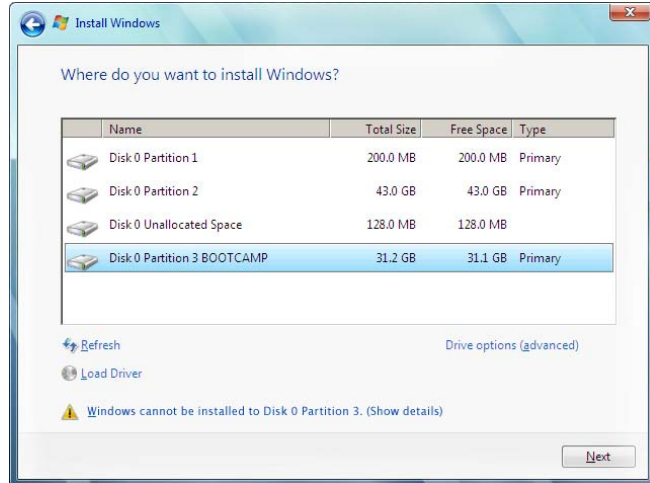 Install Windows
Where do you want to install Windows?
Name Total Size Free Space Type
Disk 0 Partition 1 200.0 MB 200.0 MB Primary
Disk 0 Partition 2 43.0 GB 43.0 GB Primary
Disk 0 Unallocated Space 128.0 MB 128.0 MB
Disk 0 Partition 3 BOOTCAMP 31.2 GB 31.1 GB Primary
Refresh Drive options (advanced)
Load Driver
Windows cannot be installed to Disk 0 Partition 3. (Show details)
Next